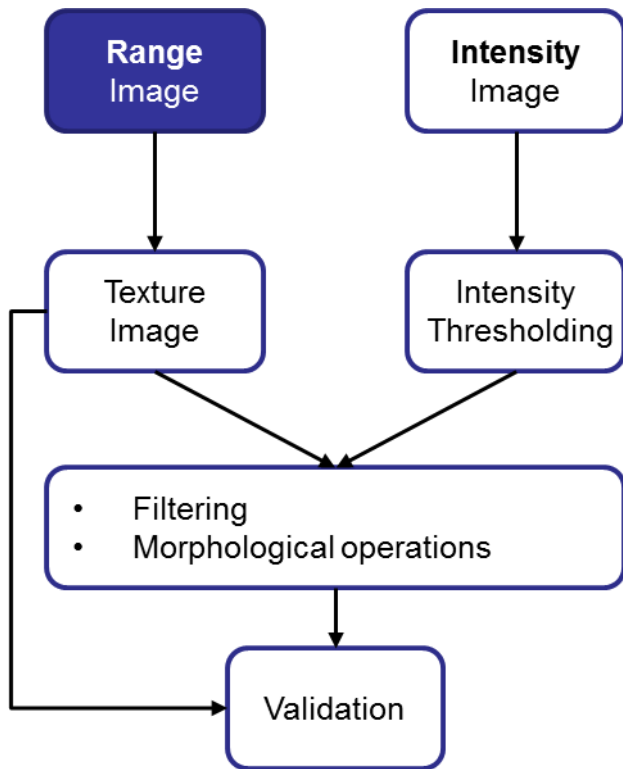 Range
Image
Intensity
Image
Texture
Image
Intensity
Thresholding
• Filtering
• Morphological operations
Validation